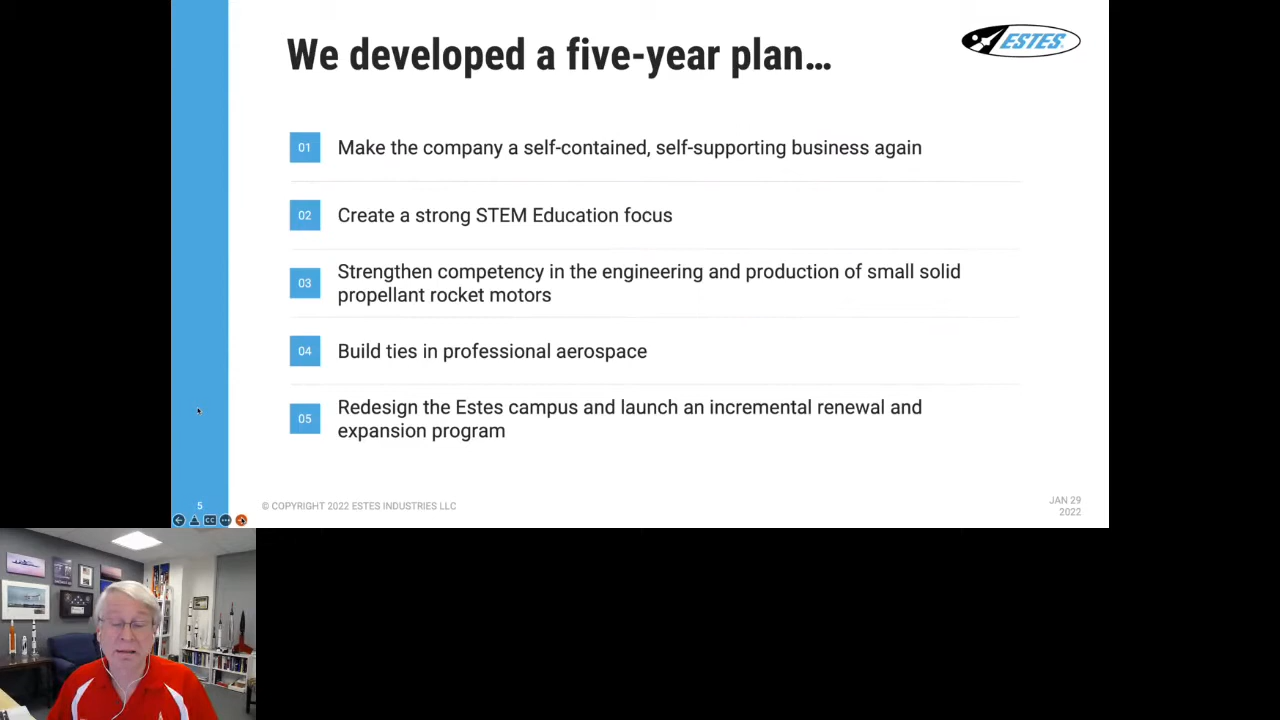 We developed a five-year plan…
ESTES
01
Make the company a self-contained, self-supporting business again
02
Create a strong STEM Education focus
03
Strengthen competency in the engineering and production of small solid
propellant rocket motors
04
Build ties in professional aerospace
05
Redesign the Estes campus and launch an incremental renewal and
expansion program
5
© COPYRIGHT 2022 ESTES INDUSTRIES LLC
JAN 29
2022
CC